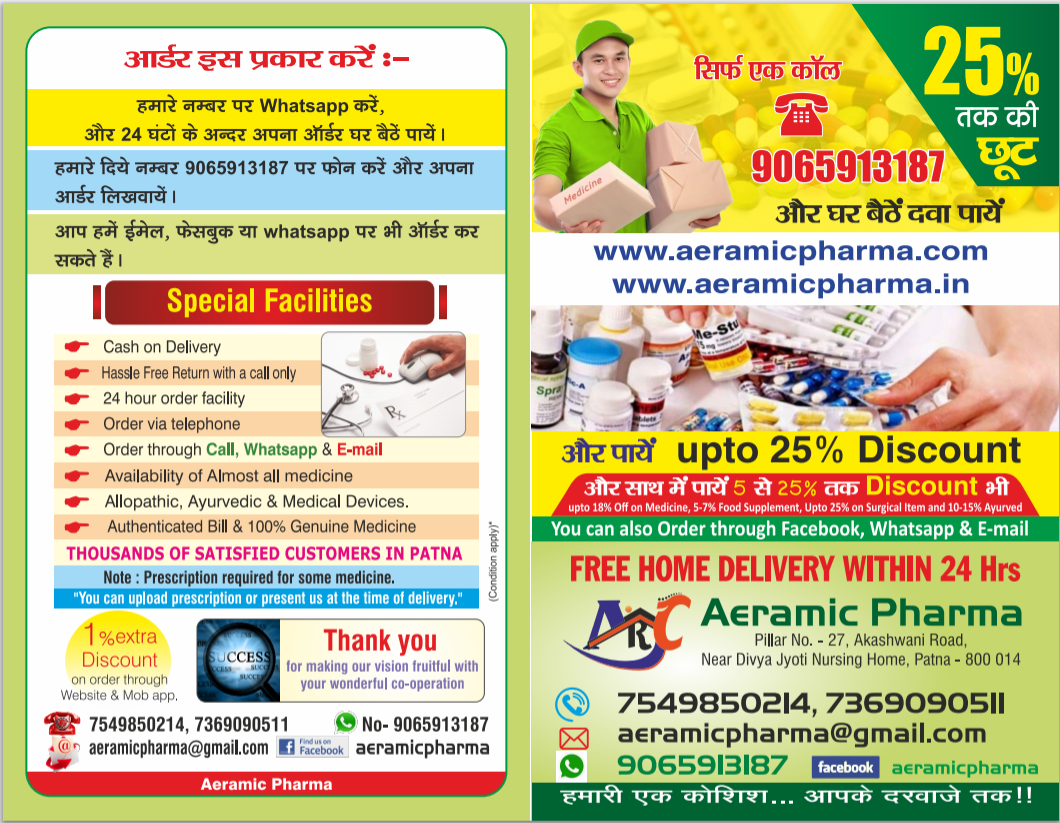 आर्डर इस प्रकार करें :–
हमारे नम्बर पर Whatsapp करें,
और 24 घंटों के अन्दर अपना ऑर्डर घर बैठें पायें।
हमारे दिये नम्बर 9065913187 पर फोन करें और अपना
आर्डर लिखवायें।
आप हमें ईमेल, फेसबुक या whatsapp पर भी ऑर्डर कर
सकते हैं।
Special Facilities
Cash on Delivery
Hassle Free Return with a call only
24 hour order facility
Order via telephone
Order through Call, Whatsapp & E-mail
Availability of Almost all medicine
Allopathic, Ayurvedic & Medical Devices.
Authenticated Bill & 100% Genuine Medicine
THOUSANDS OF SATISFIED CUSTOMERS IN PATNA
Note : Prescription required for some medicine.
"You can upload prescription or present us at the time of delivery."
(Condition apply)*
1%extra
Discount
on order through
Website & Mob app.
SUCCESS
Thank you
for making our vision fruitful with
your wonderful co-operation
7549850214, 7369090511
No- 9065913187
aeramicpharma@gmail.com
Find us on
Facebook
aeramicpharma
Aeramic Pharma
सिर्फ एक कॉल
9065913187
और घर बैठें दवा पायें
25%
तक की
छूट
Medicine
www.aeramicpharma.com
www.aeramicpharma.in
और पायें upto 25% Discount
और साथ में पायें 5 से 25% तक Discount भी
upto 18% Off on Medicine, 5-7% Food Supplement, Upto 25% on Surgical Item and 10-15% Ayurved
You can also Order through Facebook, Whatsapp & E-mail
FREE HOME DELIVERY WITHIN 24 Hrs
ARC
Aeramic Pharma
Pillar No. - 27, Akashwani Road,
Near Divya Jyoti Nursing Home, Patna - 800 014
7549850214, 7369090511
aeramicpharma@gmail.com
9065913187
facebook aeramicpharma
हमारी एक कोशिश... आपके दरवाजे तक!!